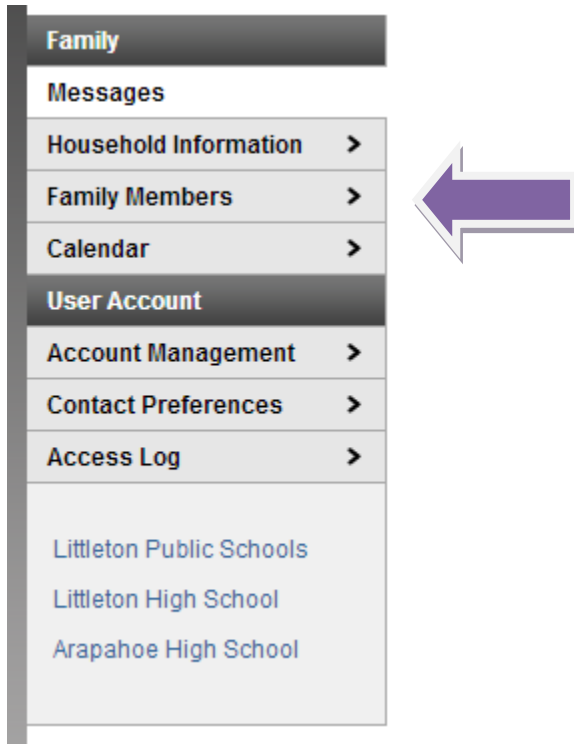 Family
Messages
Household Information
Family Members
Calendar
User Account
Account Management
Contact Preferences
Access Log
Littleton Public Schools
Littleton High School
Arapahoe High School